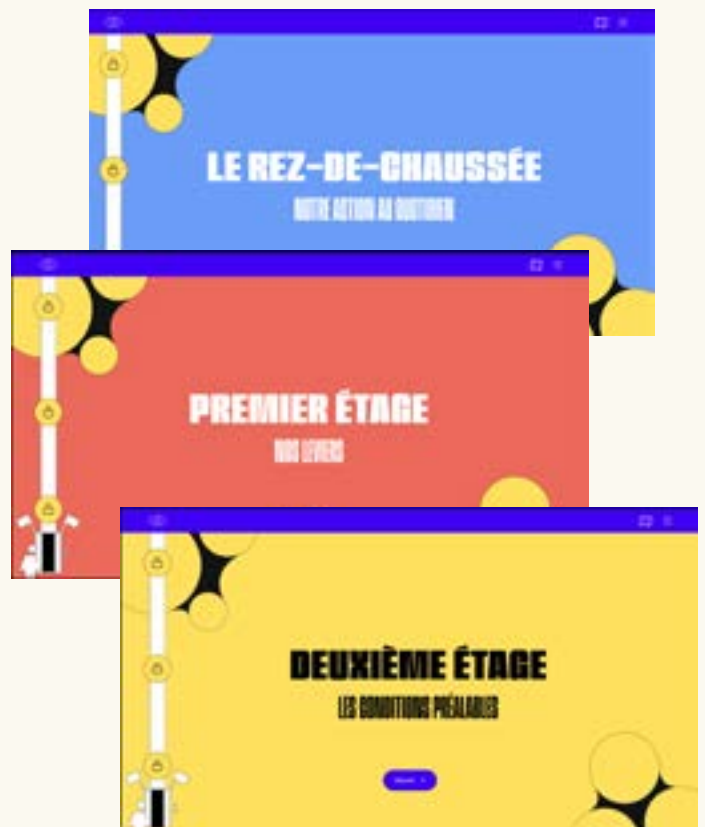 LE REZ-DE-CHAUSSÉE
NOTRE ACTION AU QUOTIDIEN
PREMIER ÉTAGE
NOS LEVIERS
DEUXIÈME ÉTAGE
LES CONDITIONS PRÉALABLES